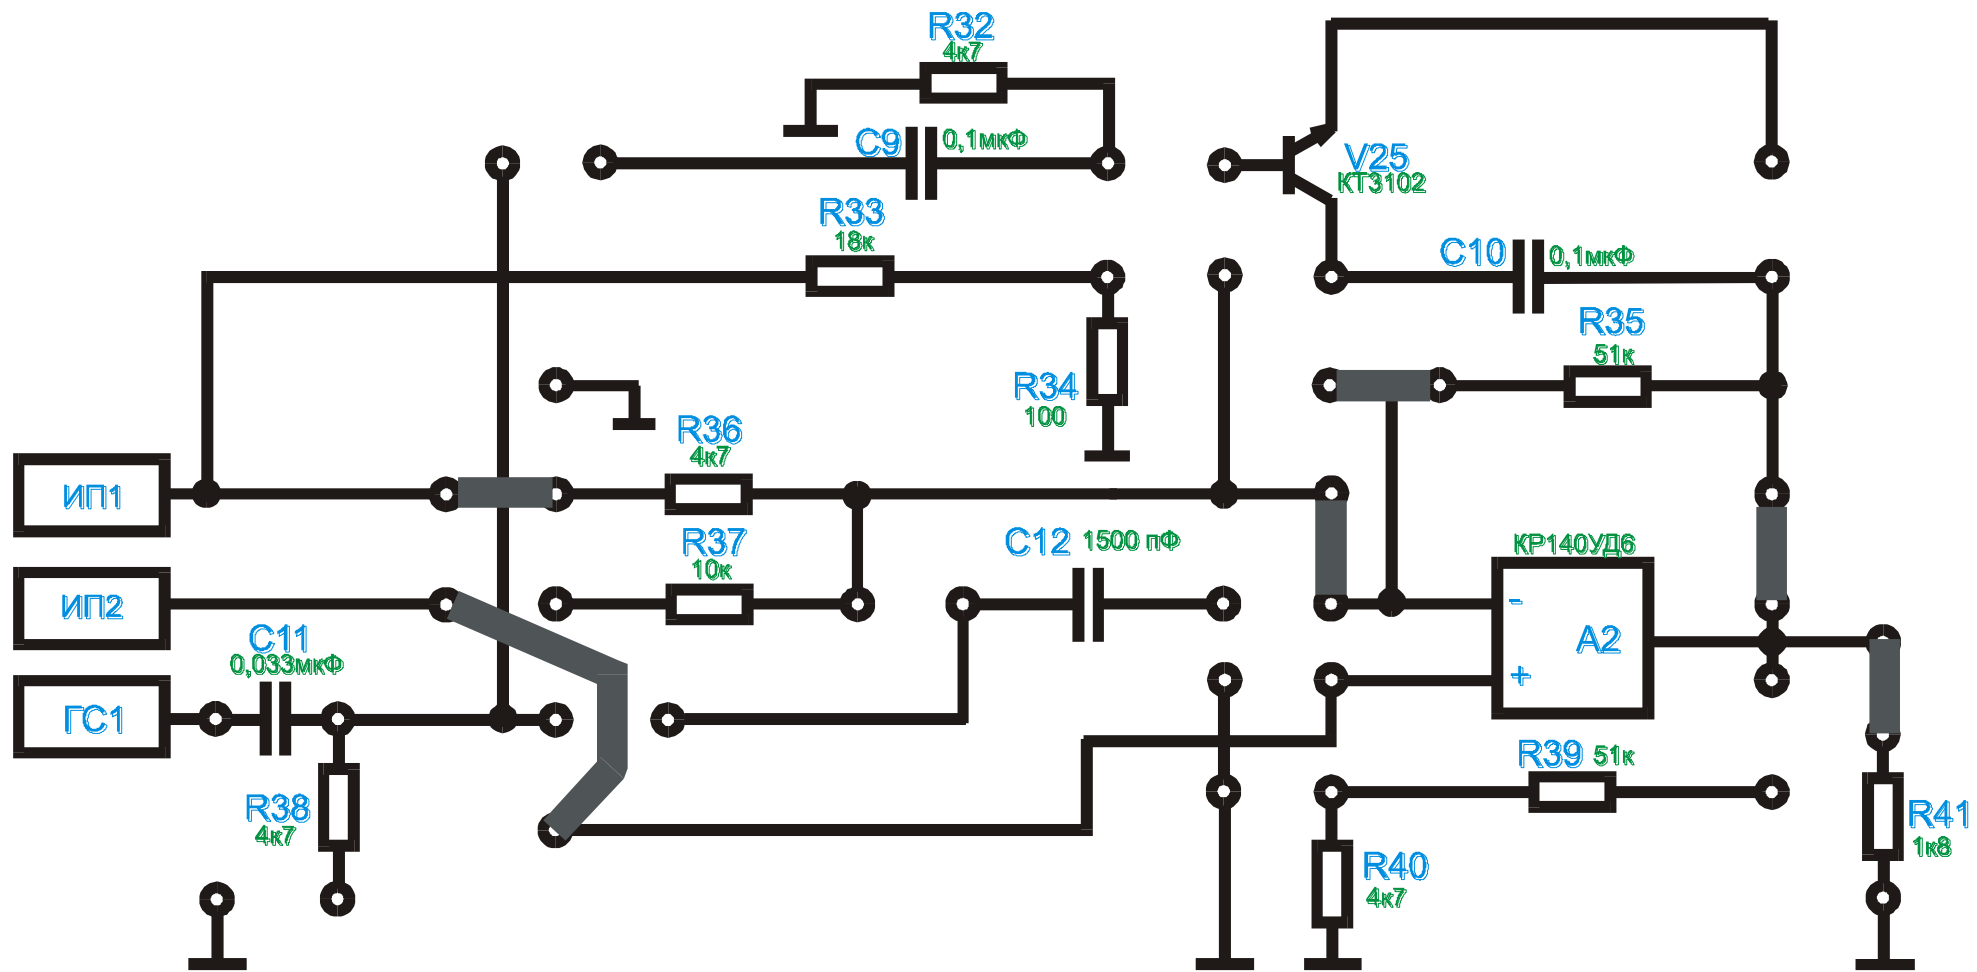 R32
4к7
C9
0,1мкФ
V25
КТ3102
R33
18к
C10
0,1мкФ
R35
51к
R34
100
R36
4к7
ИП1
R37
10к
C12
1500 пФ
КР140УД6
-
A2
+
ИП2
C11
0,033мкФ
ГС1
R38
4к7
R39
51к
R40
4к7
R41
1к8